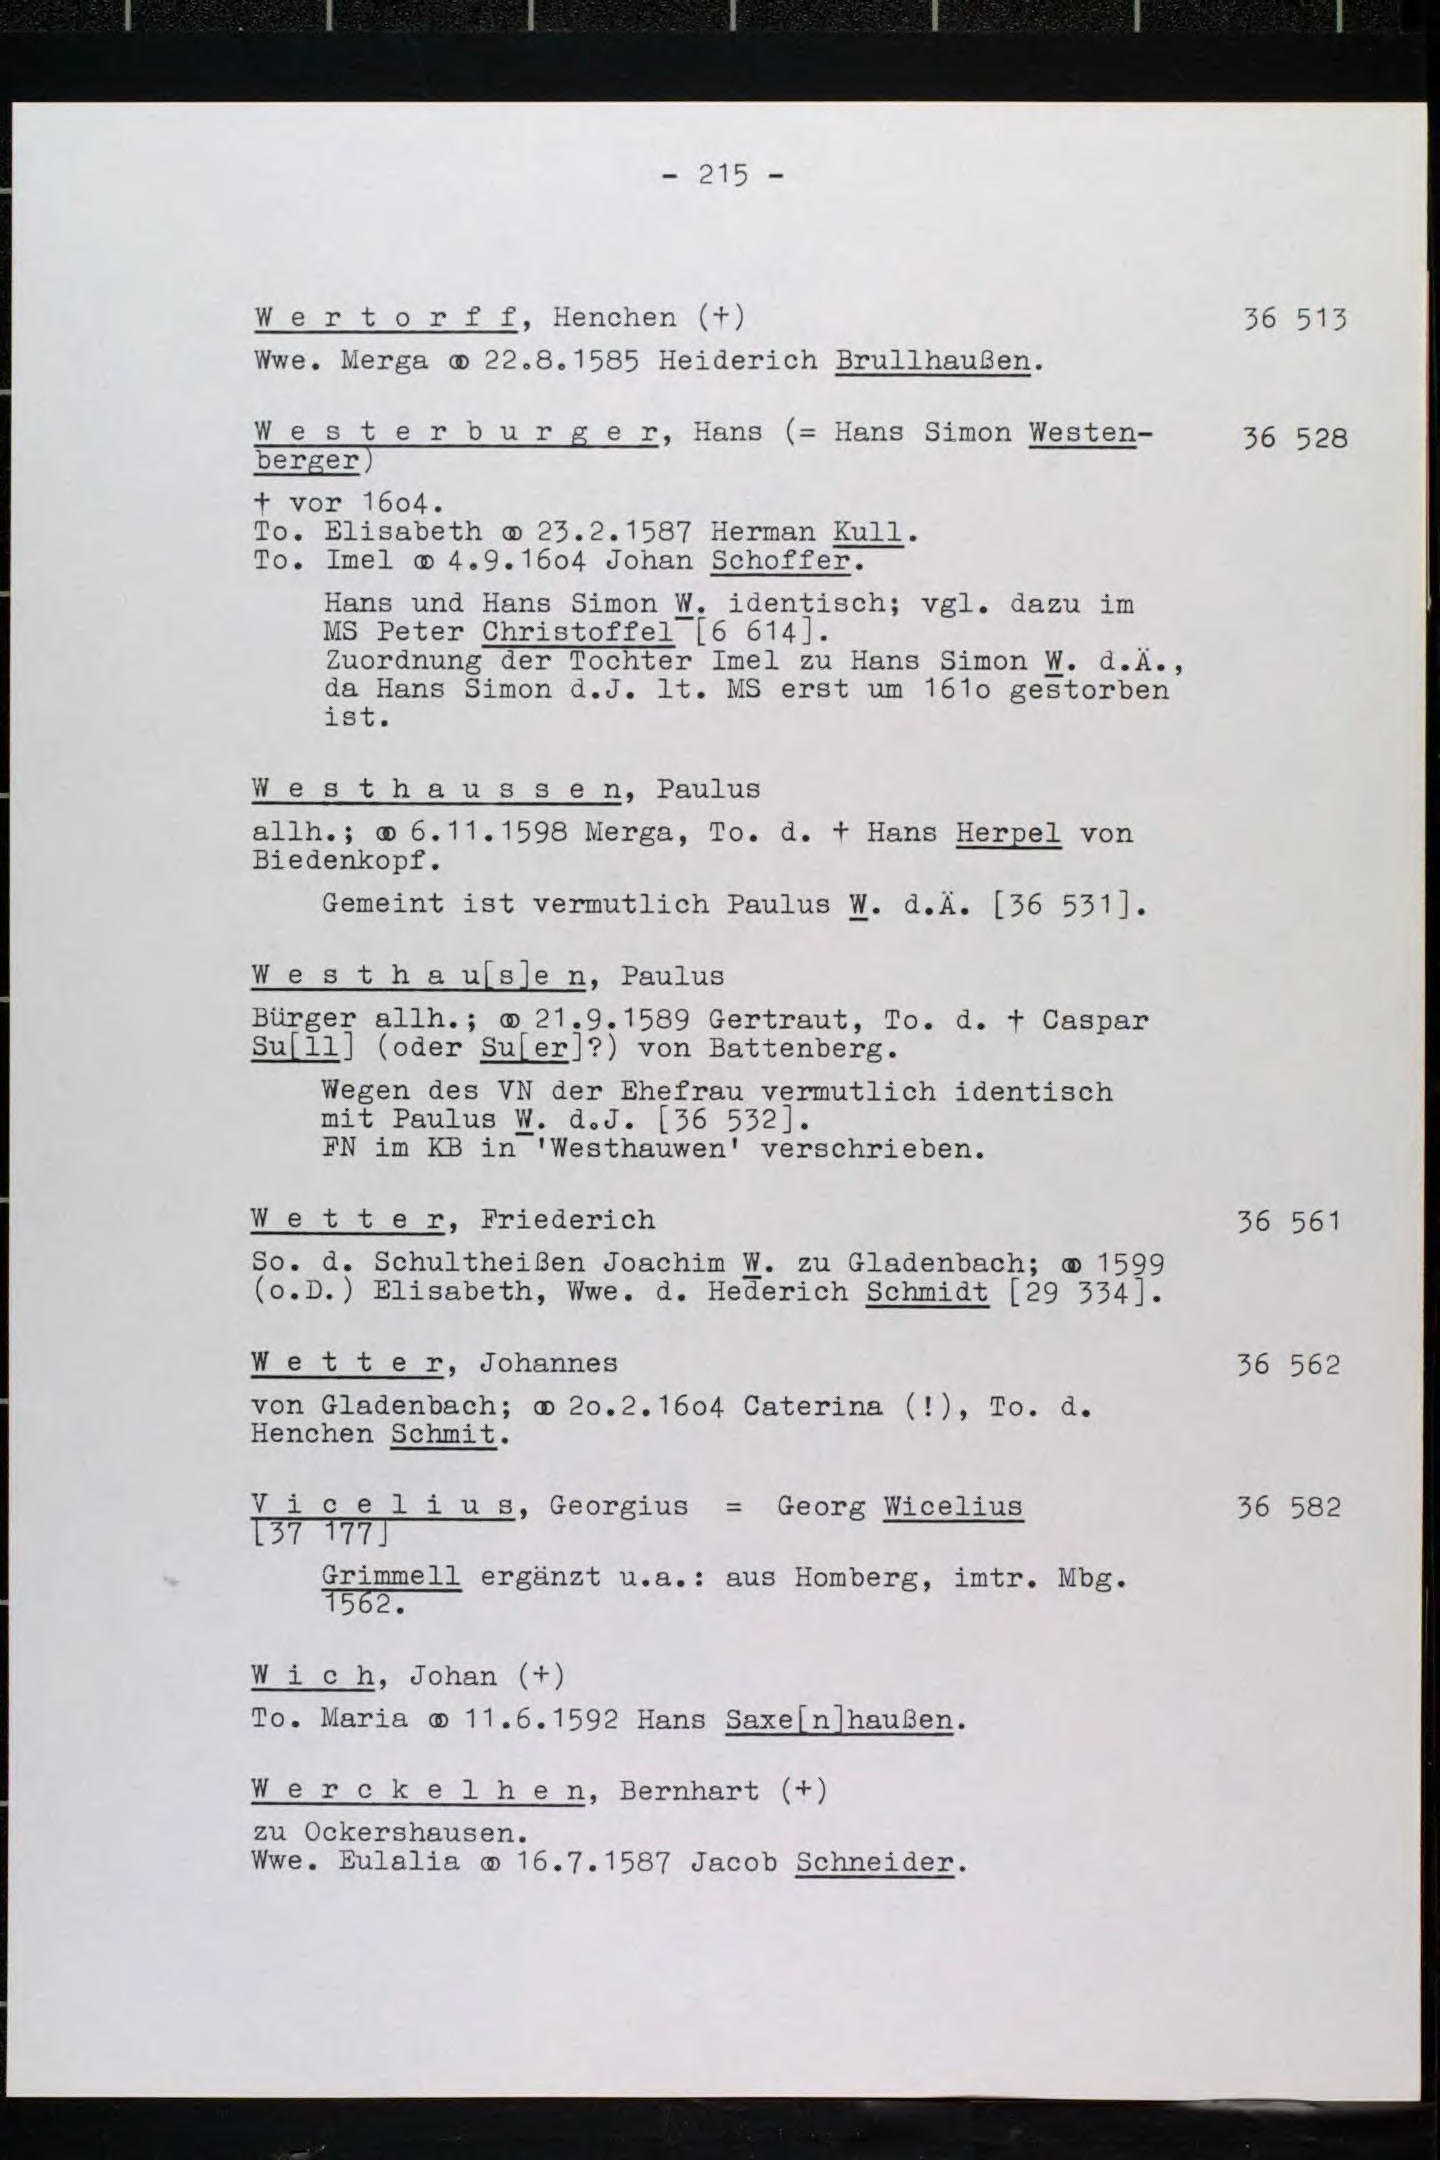 - 215 -
W e r t o r f f, Henchen (+) 36 513
Wwe. Merga ⚭ 22.8.1585 Heiderich Brullhaußen.
W e s t e r b u r g e r, Hans (= Hans Simon Westen- 36 528
berger)
† vor 16o4.
To. Elisabeth ⚭ 23.2.1587 Herman Kull.
To. Imel ⚭ 4.9.16o4 Johan Schoffer.
Hans und Hans Simon W. identisch; vgl. dazu im
MS Peter Christoffel [6 614].
Zuordnung der Tochter Imel zu Hans Simon W. d.Ä.,
da Hans Simon d.J. lt. MS erst um 161o gestorben
ist.
W e s t h a u s s e n, Paulus
allh.; ⚭ 6.11.1598 Merga, To. d. † Hans Herpel von
Biedenkopf.
Gemeint ist vermutlich Paulus W. d.Ä. [36 531].
W e s t h a u[s]e n, Paulus
Bürger allh.; ⚭ 21.9.1589 Gertraut, To. d. † Caspar
Su[ll] (oder Su[er]?) von Battenberg.
Wegen des VN der Ehefrau vermutlich identisch
mit Paulus W. d.J. [36 532].
FN im KB in 'Westhauwen' verschrieben.
W e t t e r, Friederich 36 561
So. d. Schultheißen Joachim W. zu Gladenbach; ⚭ 1599
(o.D.) Elisabeth, Wwe. d. Hederich Schmidt [29 334].
W e t t e r, Johannes 36 562
von Gladenbach; ⚭ 2o.2.16o4 Caterina (!), To. d.
Henchen Schmit.
V i c e l i u s, Georgius = Georg Wicelius 36 582
[37 177]
Grimmell ergänzt u.a.: aus Homberg, imtr. Mbg.
1562.
W i c h, Johan (+)
To. Maria ⚭ 11.6.1592 Hans Saxe[n]haußen.
W e r c k e l h e n, Bernhart (+)
zu Ockershausen.
Wwe. Eulalia ⚭ 16.7.1587 Jacob Schneider.